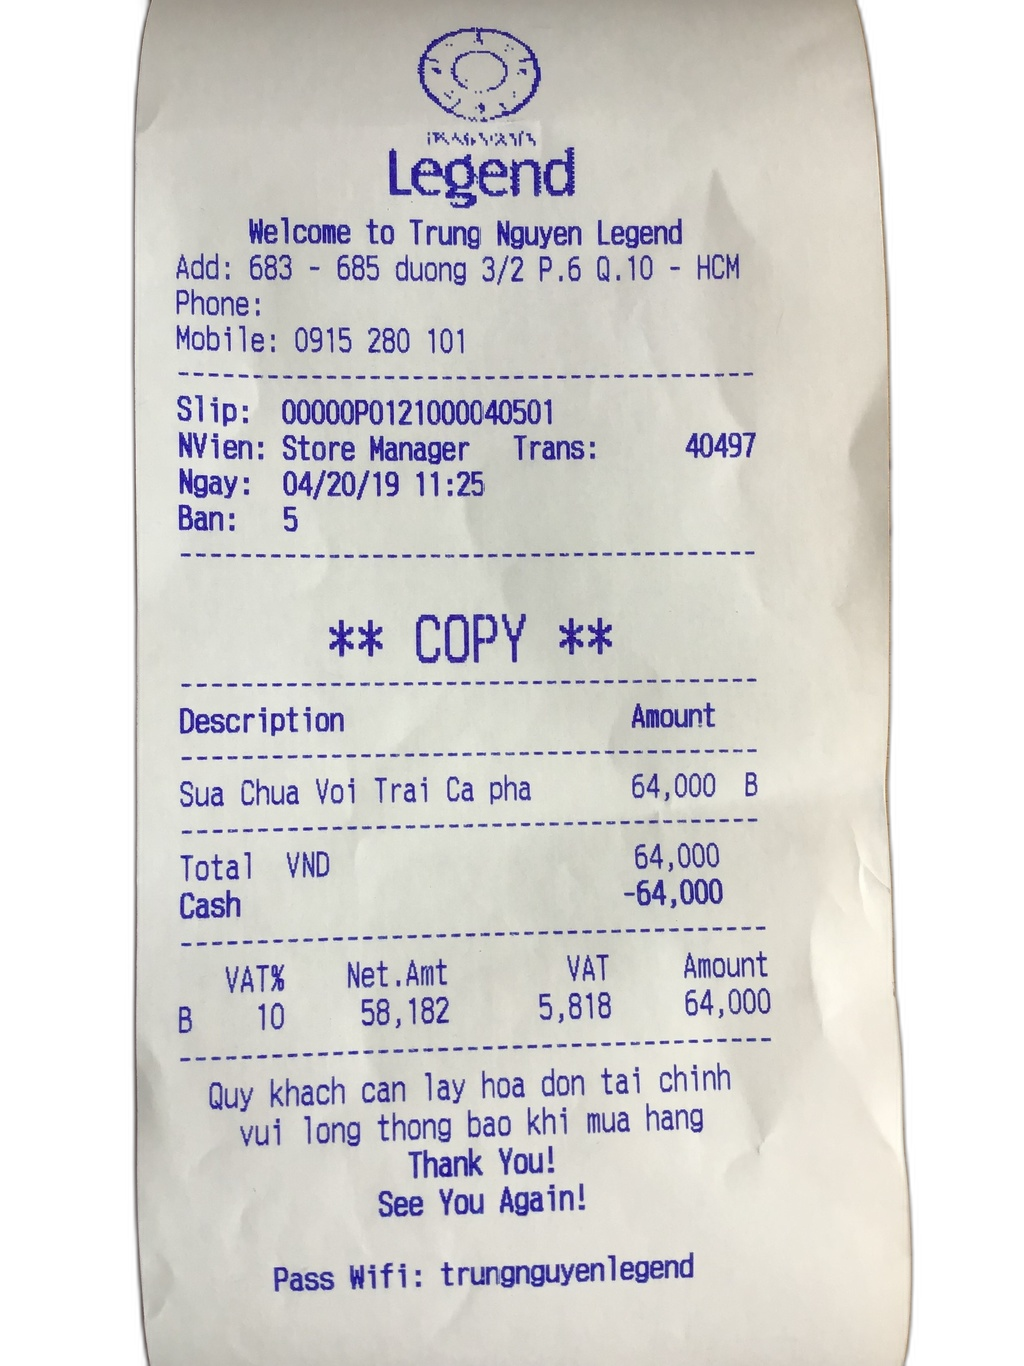 Legend
Welcome to Trung Nguyen Legend
Add: 683 - 685 duong 3/2 P.6 Q.10 - HCM
Phone:
Mobile: 0915 280 101
Slip: 00000P0121000040501
NVien: Store Manager Trans: 40497
Ngay: 04/20/19 11:25
Ban: 5
** COPY **
Description Amount
Sua Chua Voi Trai Ca pha 64,000 B
Total VND 64,000
Cash -64,000
VAT% Net.Amt VAT Amount
B 10 58,182 5,818 64,000
Quy khach can lay hoa don tai chinh
vui long thong bao khi mua hang
Thank You!
See You Again!
Pass Wifi: trungnguyenlegend